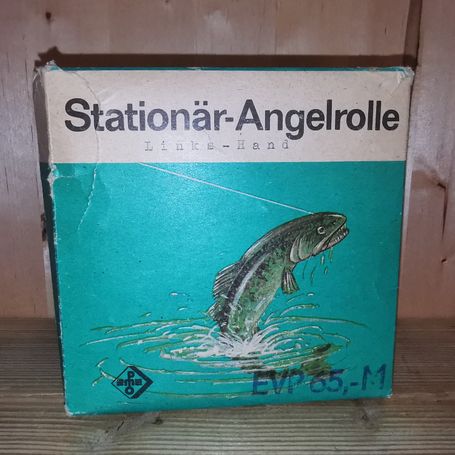 Stationär-Angelrolle
Links-Hand
EVP 65,-M